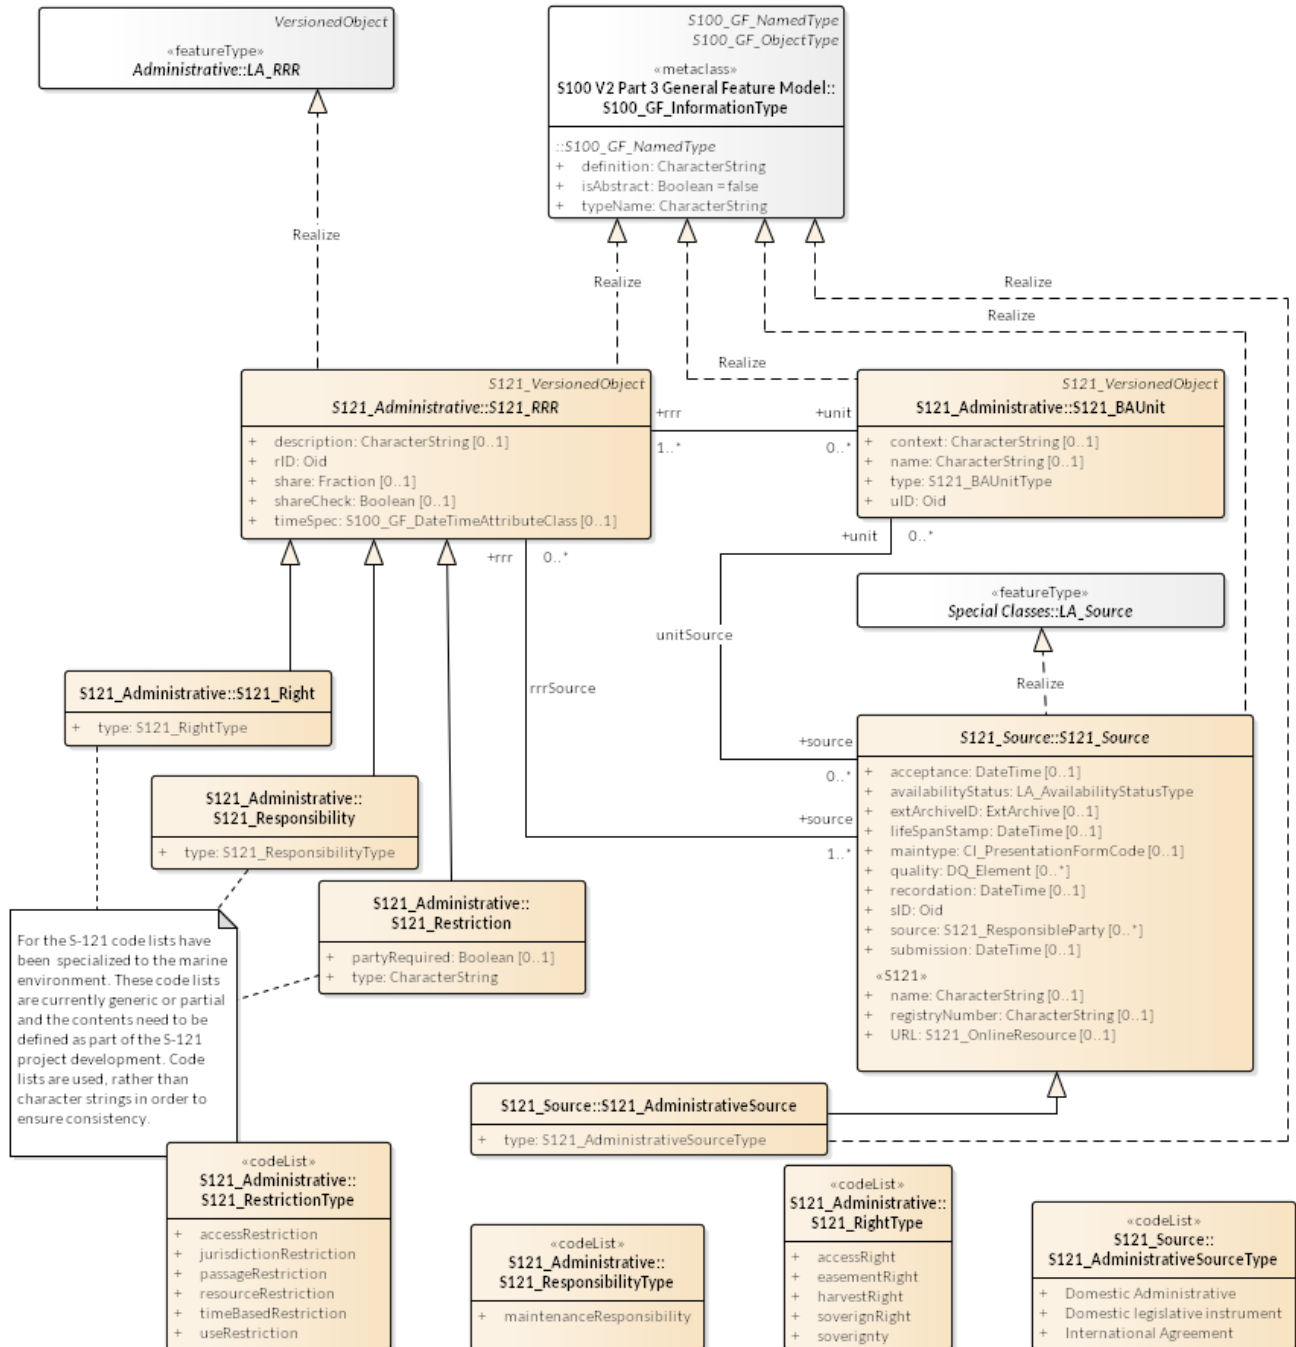 VersionedObject
«featureType»
Administrative::LA_RRR
S100_GF_NamedType
S100_GF_ObjectType
«metaclass»
S100 V2 Part 3 General Feature Model::
S100_GF_InformationType
::S100_GF_NamedType
+ definition: CharacterString
+ isAbstract: Boolean = false
+ typeName: CharacterString
Realize
Realize
Realize
Realize
Realize
S121_VersionedObject
S121_Administrative::S121_RRR
+ description: CharacterString [0..1]
+ rID: Oid
+ share: Fraction [0..1]
+ shareCheck: Boolean [0..1]
+ timeSpec: S100_GF_DateTimeAttributeClass [0..1]
+rrr
1..*
+unit
0..*
S121_VersionedObject
S121_Administrative::S121_BAUnit
+ context: CharacterString [0..1]
+ name: CharacterString [0..1]
+ type: S121_BAUnitType
+ uID: Oid
+unit 0..*
+rrr 0..*
«featureType»
Special Classes::LA_Source
unitSource
rrrSource
Realize
S121_Administrative::S121_Right
+ type: S121_RightType
+source
0..*
+source
1..*
S121_Source::S121_Source
+ acceptance: DateTime [0..1]
+ availabilityStatus: LA_AvailabilityStatusType
+ extArchiveID: ExtArchive [0..1]
+ lifeSpanStamp: DateTime [0..1]
+ maintype: CI_PresentationFormCode [0..1]
+ quality: DQ_Element [0..*]
+ recordation: DateTime [0..1]
+ sID: Oid
+ source: S121_ResponsibleParty [0..*]
+ submission: DateTime [0..1]
«S121»
+ name: CharacterString [0..1]
+ registryNumber: CharacterString [0..1]
+ URL: S121_OnlineResource [0..1]
S121_Administrative::
S121_Responsibility
+ type: S121_ResponsibilityType
S121_Administrative::
S121_Restriction
+ partyRequired: Boolean [0..1]
+ type: CharacterString
For the S-121 code lists have
been specialized to the marine
environment. These code lists
are currently generic or partial
and the contents need to be
defined as part of the S-121
project development. Code
lists are used, rather than
character strings in order to
ensure consistency.
S121_Source::S121_AdministrativeSource
+ type: S121_AdministrativeSourceType
«codeList»
S121_Administrative::
S121_RestrictionType
+ accessRestriction
+ jurisdictionRestriction
+ passageRestriction
+ resourceRestriction
+ timeBasedRestriction
+ useRestriction
«codeList»
S121_Administrative::
S121_ResponsibilityType
+ maintenanceResponsibility
«codeList»
S121_Administrative::
S121_RightType
+ accessRight
+ easementRight
+ harvestRight
+ soverignRight
+ soverignty
«codeList»
S121_Source::
S121_AdministrativeSourceType
+ Domestic Administrative
+ Domestic legislative instrument
+ International Agreement